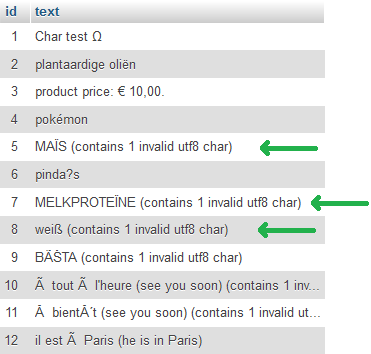 id text
1 Char test Ω
2 plantaardige oliën
3 product price: € 10,00.
4 pokémon
5 MAÏS (contains 1 invalid utf8 char)
6 pinda?s
7 MELKPROTEÏNE (contains 1 invalid utf8 char)
8 weiß (contains 1 invalid utf8 char)
9 BÄŠTA (contains 1 invalid utf8 char)
10 Ã tout Ã l'heure (see you soon) (contains 1 inv...
11 Â bientÂ´t (see you soon) (contains 1 invalid ut...
12 il est Ã Paris (he is in Paris)